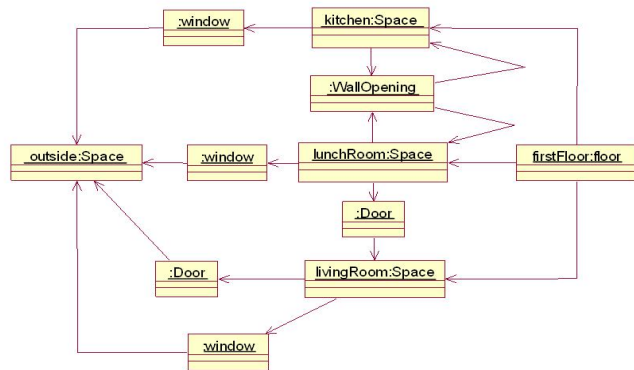 :window
kitchen:Space
:WallOpening
outside:Space
:window
lunchRoom:Space
firstFloor:floor
:Door
:Door
livingRoom:Space
:window